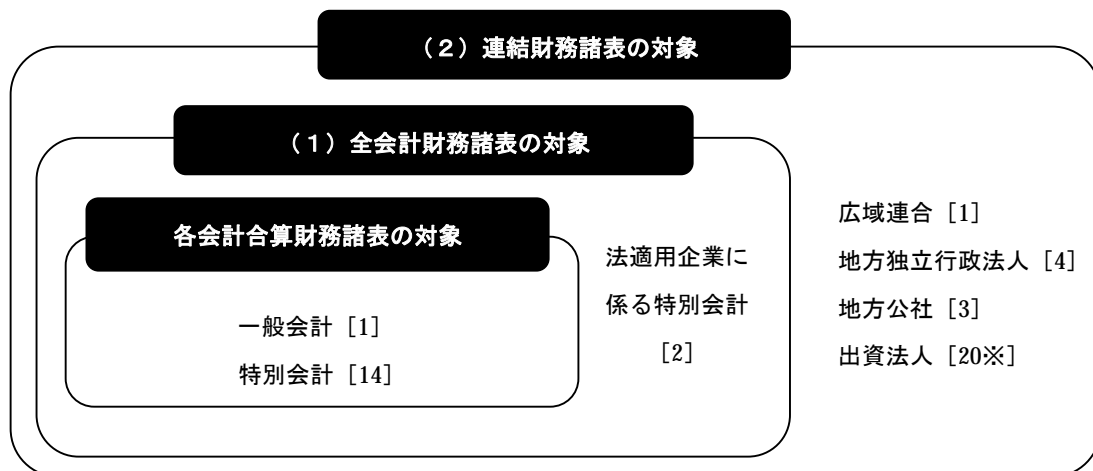 (2)連結財務諸表の対象
(1)全会計財務諸表の対象
各会計合算財務諸表の対象
一般会計[1]
特別会計[14]
法適用企業に
係る特別会計
[2]
広域連合[1]
地方独立行政法人[4]
地方公社[3]
出資法人[20※]